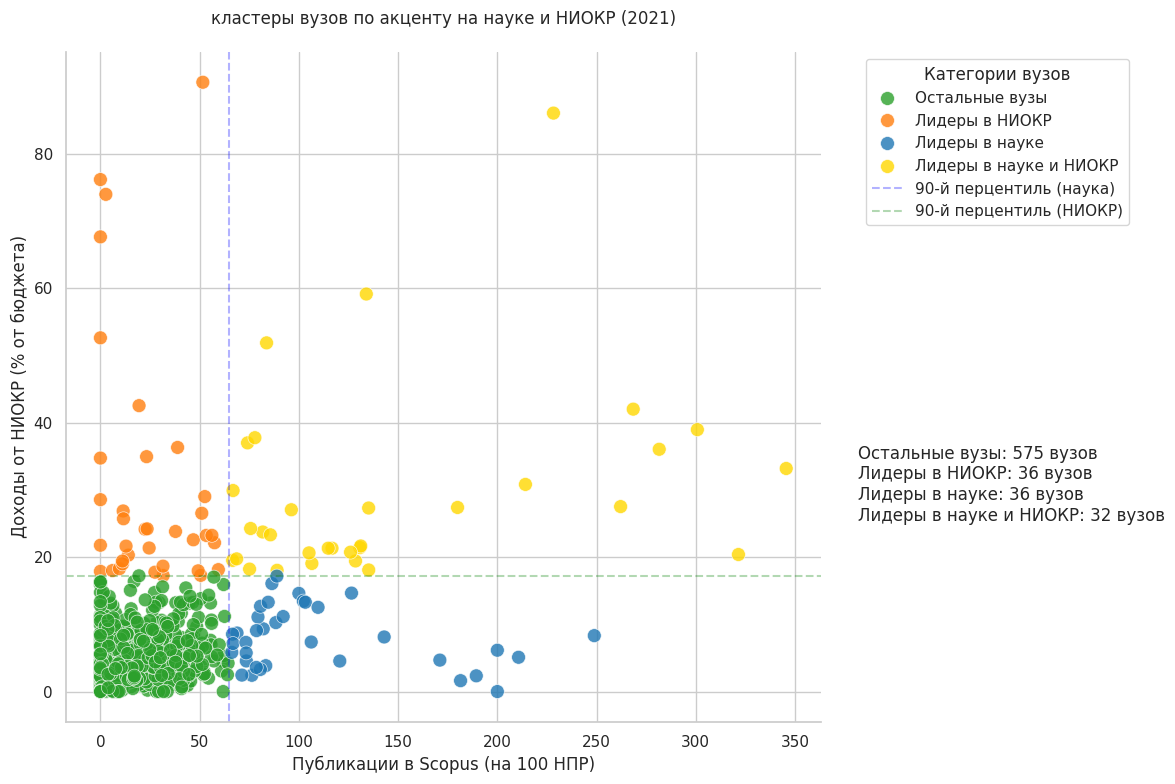 кластеры вузов по акценту на науке и НИОКР (2021)
Доходы от НИОКР (% от бюджета)
80
60
40
20
0
0 50 100 150 200 250 300 350
Публикации в Scopus (на 100 НПР)
Категории вузов
Остальные вузы
Лидеры в НИОКР
Лидеры в науке
Лидеры в науке и НИОКР
90-й перцентиль (наука)
90-й перцентиль (НИОКР)
Остальные вузы: 575 вузов
Лидеры в НИОКР: 36 вузов
Лидеры в науке: 36 вузов
Лидеры в науке и НИОКР: 32 вузов